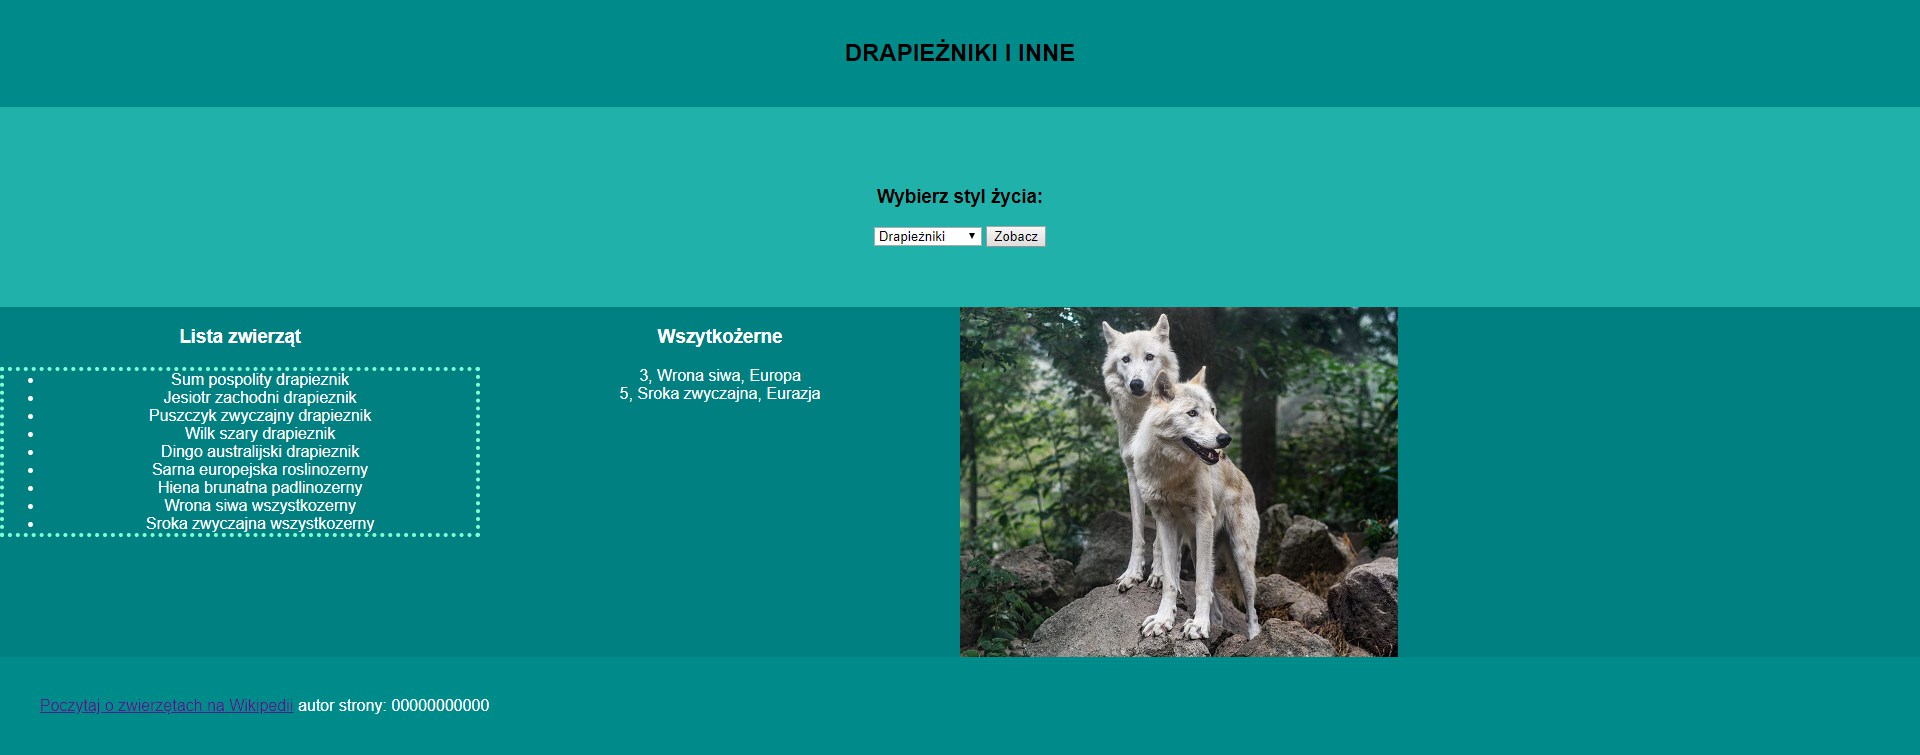 DRAPIEŻNIKI I INNE
Wybierz styl życia:
Drapieżniki Zobacz
Lista zwierząt
Sum pospolity drapieznik
Jesiotr zachodni drapieznik
Puszczyk zwyczajny drapieznik
Wilk szary drapieznik
Dingo australijski drapieznik
Sarna europejska roslinozerny
Hiena brunatna padlinozerny
Wrona siwa wszystkozerny
Sroka zwyczajna wszystkozerny
Wszytkożerne
3, Wrona siwa, Europa
5, Sroka zwyczajna, Eurazja
Poczytaj o zwierzętach na Wikipedii autor strony: 00000000000